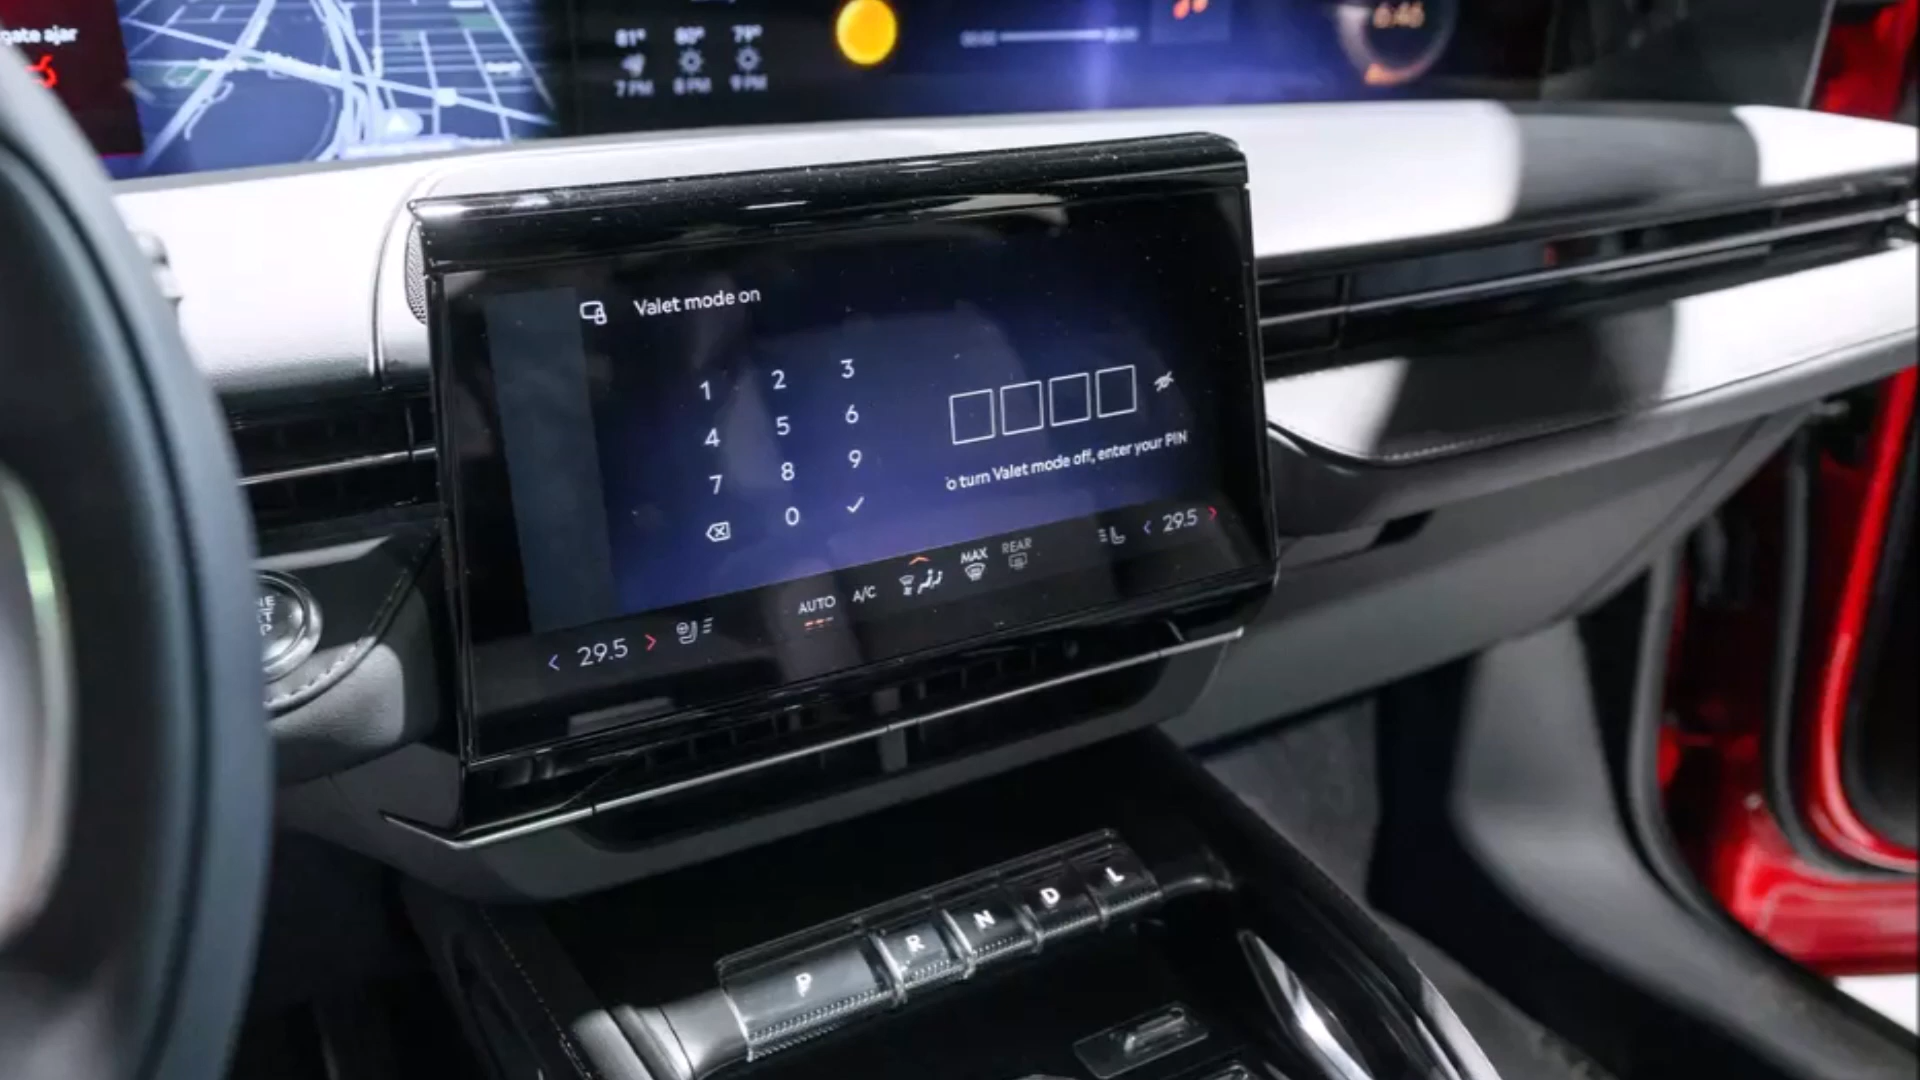 gate ajar
81° 80° 79°
7 PM 8 PM 9 PM
6:46
Valet mode on
1 2 3
4 5 6
7 8 9
0
o turn Valet mode off, enter your PIN
29.5 AUTO A/C MAX REAR 29.5
P R N D L